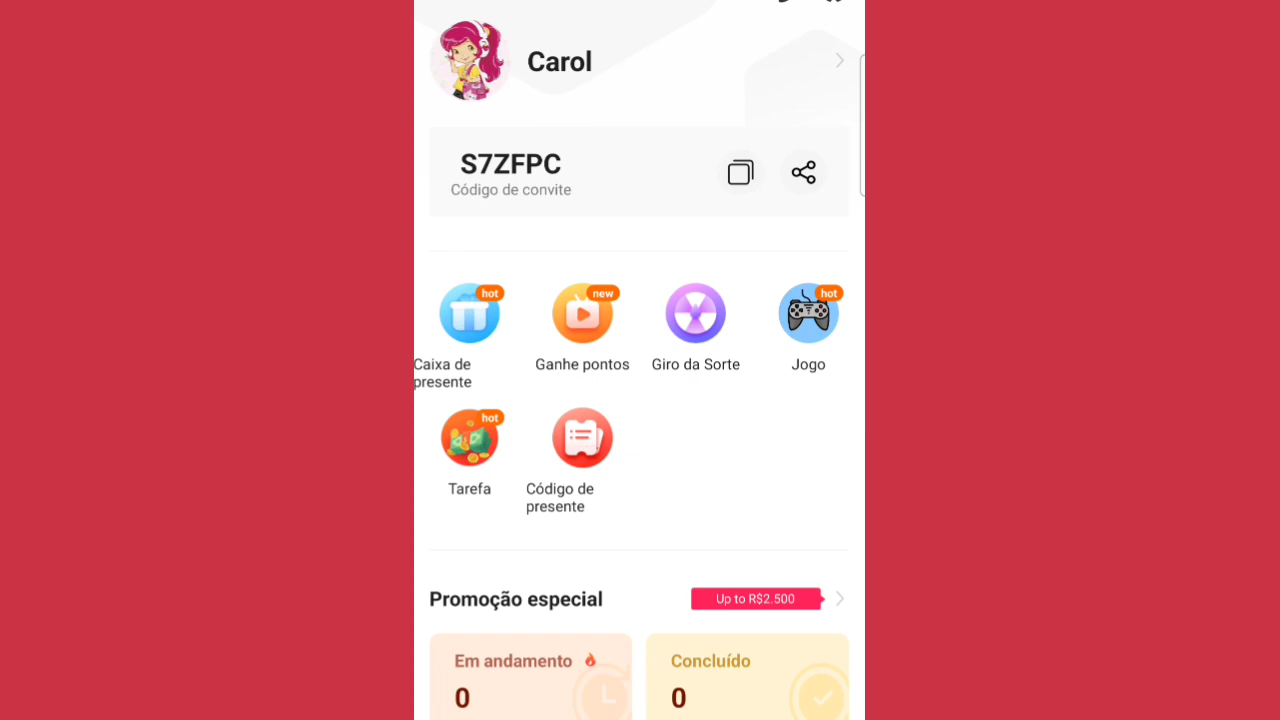 Carol
S7ZFPC
Código de convite
hot
new
hot
Caixa de
presente
Ganhe pontos
Giro da Sorte
Jogo
hot
Tarefa
Código de
presente
Promoção especial
Up to R$2.500
Em andamento
Concluído
0
0